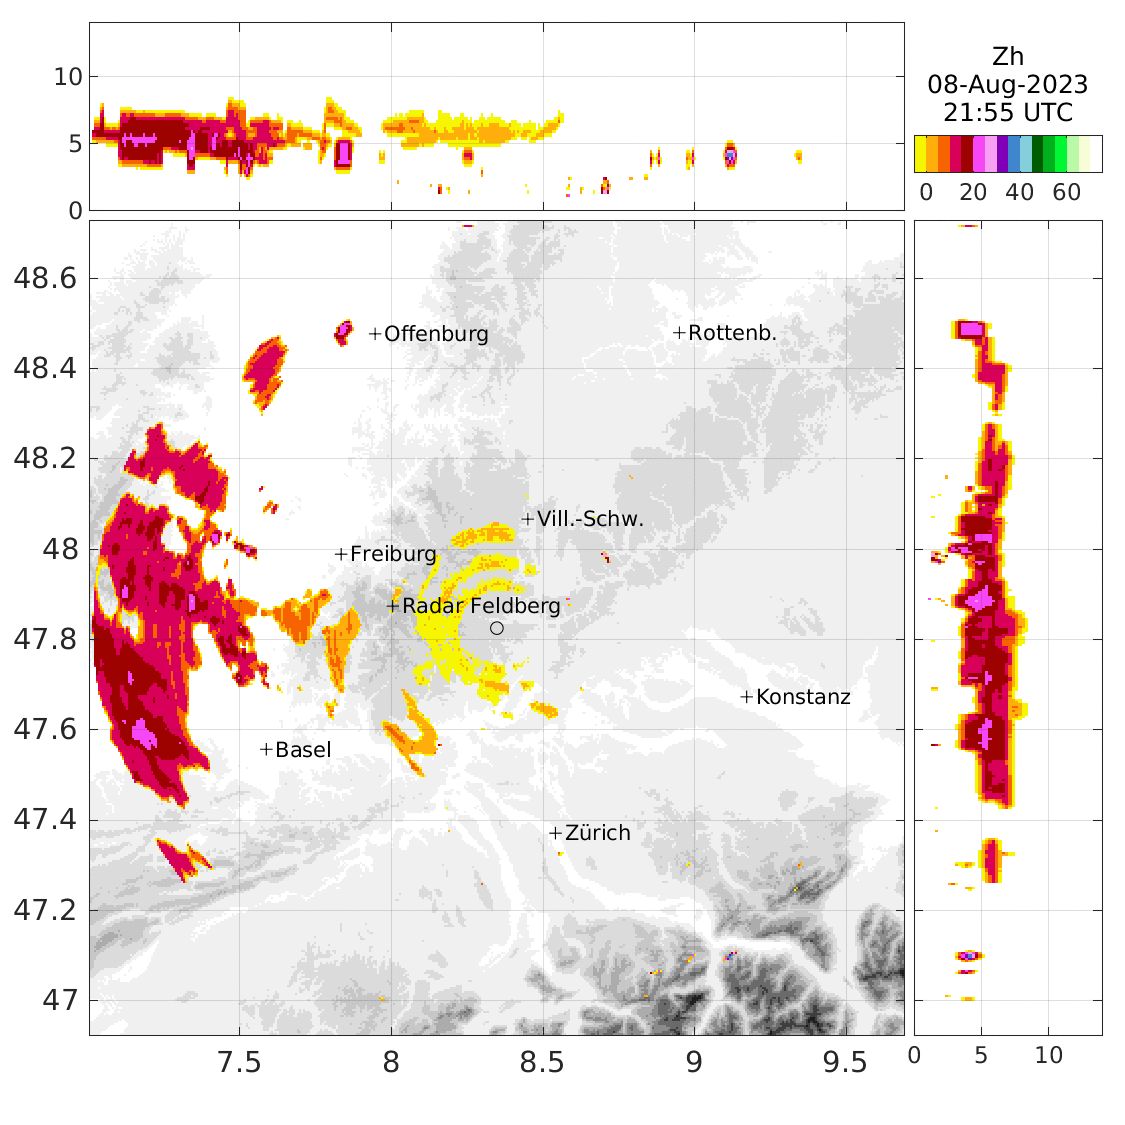 Zh
08-Aug-2023
21:55 UTC
0 20 40 60
10
5
0
48.6
48.4
48.2
48
47.8
47.6
47.4
47.2
47
+Offenburg
+Rottenb.
+Vill.-Schw.
+Freiburg
+Radar Feldberg
+Konstanz
+Basel
+Zürich
7.5 8 8.5 9 9.5
0 5 10